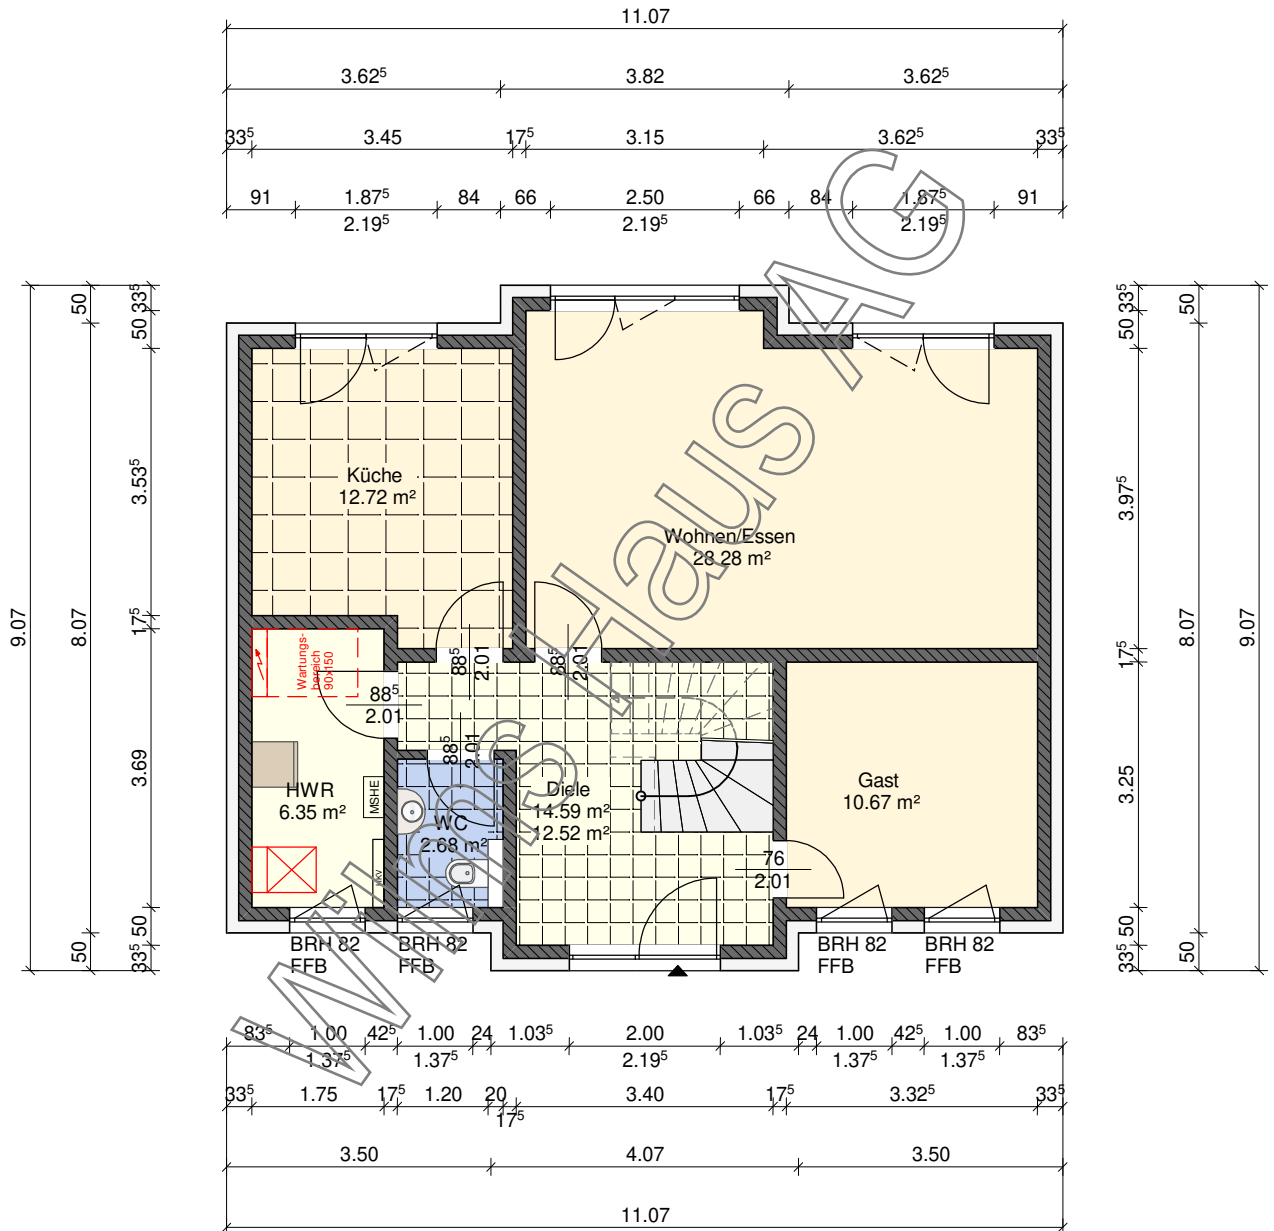 11.07
3.62⁵ 3.82 3.62⁵
33⁵ 3.45 17⁵ 3.15 3.62⁵ 33⁵
91 1.87⁵ 84 66 2.50 66 84 1.87⁵ 91
2.19⁵ 2.19⁵ 2.19⁵
9.07
8.07
50
50
33⁵
50
3.53⁵
17⁵
3.69
50
33⁵
Küche
12.72 m²
Wohnen/Essen
28.28 m²
Wartungs-
bereich
90x150
88⁵
2.01
88⁵
2.01
88⁵
2.01
88⁵
2.01
HWR
6.35 m²
MSHE
HKV
WC
2.68 m²
Diele
14.59 m²
12.52 m²
Gast
10.67 m²
76
2.01
BRH 82
FFB
BRH 82
FFB
BRH 82
FFB
BRH 82
FFB
33⁵
50
3.97⁵
17⁵
3.25
50
33⁵
50
8.07
50
9.07
83⁵ 1.00 42⁵ 1.00 24 1.03⁵ 2.00 1.03⁵ 24 1.00 42⁵ 1.00 83⁵
1.37⁵ 1.37⁵ 2.19⁵ 1.37⁵ 1.37⁵
33⁵ 1.75 17⁵ 1.20 20 3.40 17⁵ 3.32⁵ 33⁵
17⁵
3.50 4.07 3.50
11.07
Wilms Haus AG